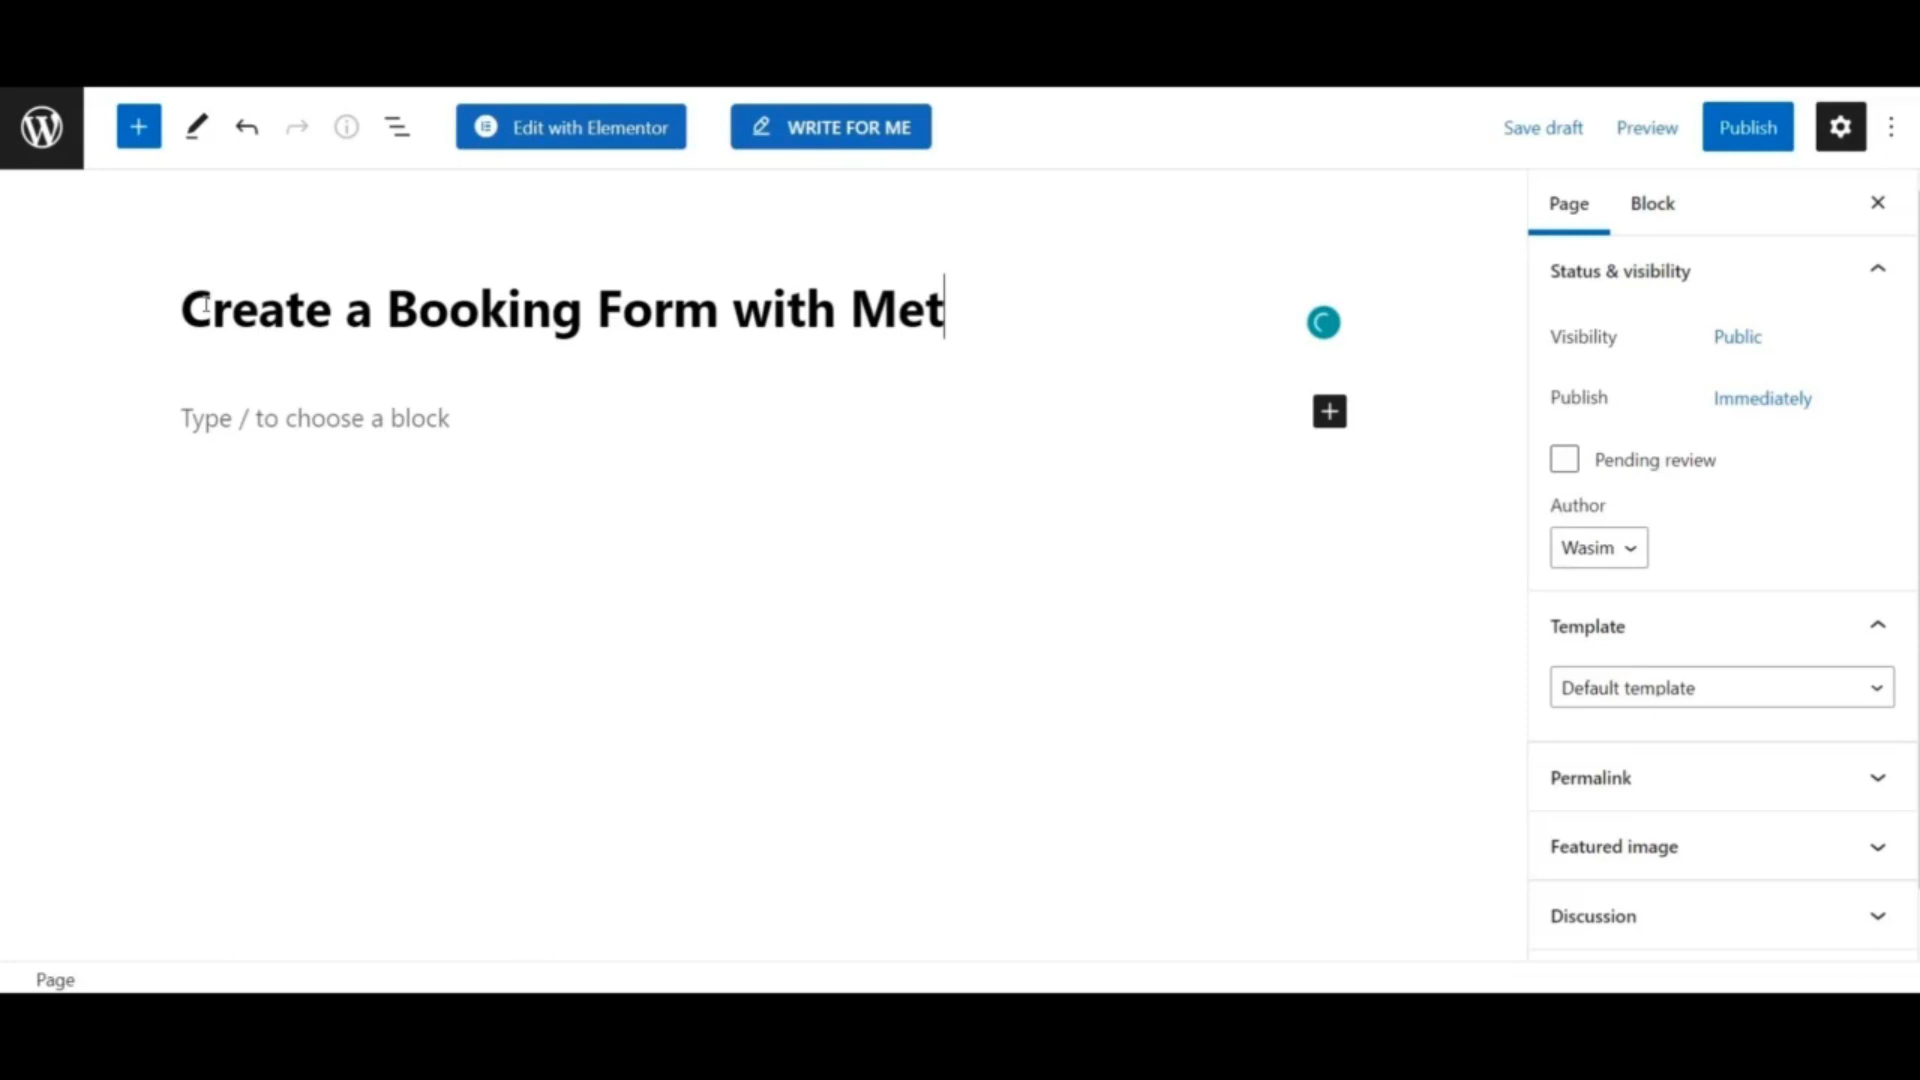 Edit with Elementor
WRITE FOR ME
Save draft
Preview
Publish
Page
Block
Status & visibility
Create a Booking Form with Met
Visibility
Public
Publish
Immediately
Type / to choose a block
Pending review
Author
Wasim
Template
Default template
Permalink
Featured image
Discussion
Page